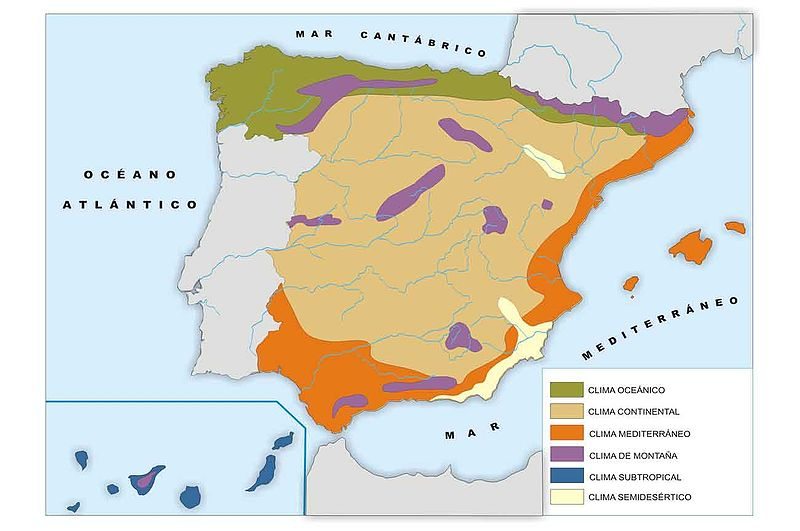 MAR CANTÁBRICO
OCÉANO
ATLÁNTICO
MEDITERRÁNEO
MAR
CLIMA OCEÁNICO
CLIMA CONTINENTAL
CLIMA MEDITERRÁNEO
CLIMA DE MONTAÑA
CLIMA SUBTROPICAL
CLIMA SEMIDESÉRTICO